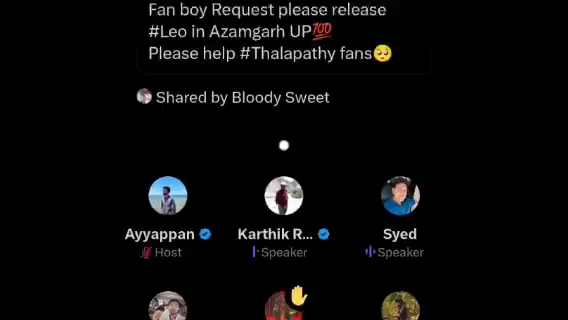 Fan boy Request please release
#Leo in Azamgarh UP💯
Please help #Thalapathy fans🥺
Shared by Bloody Sweet
Ayyappan Karthik R... Syed
Host Speaker Speaker